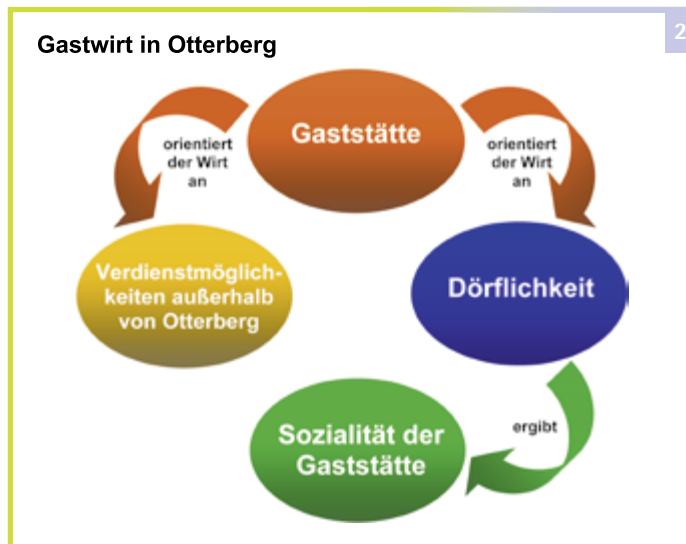 Gastwirt in Otterberg
2
Gaststätte
orientiert
der Wirt
an
orientiert
der Wirt
an
Verdienstmöglich-
keiten außerhalb
von Otterberg
Dörflichkeit
ergibt
Sozialität der
Gaststätte